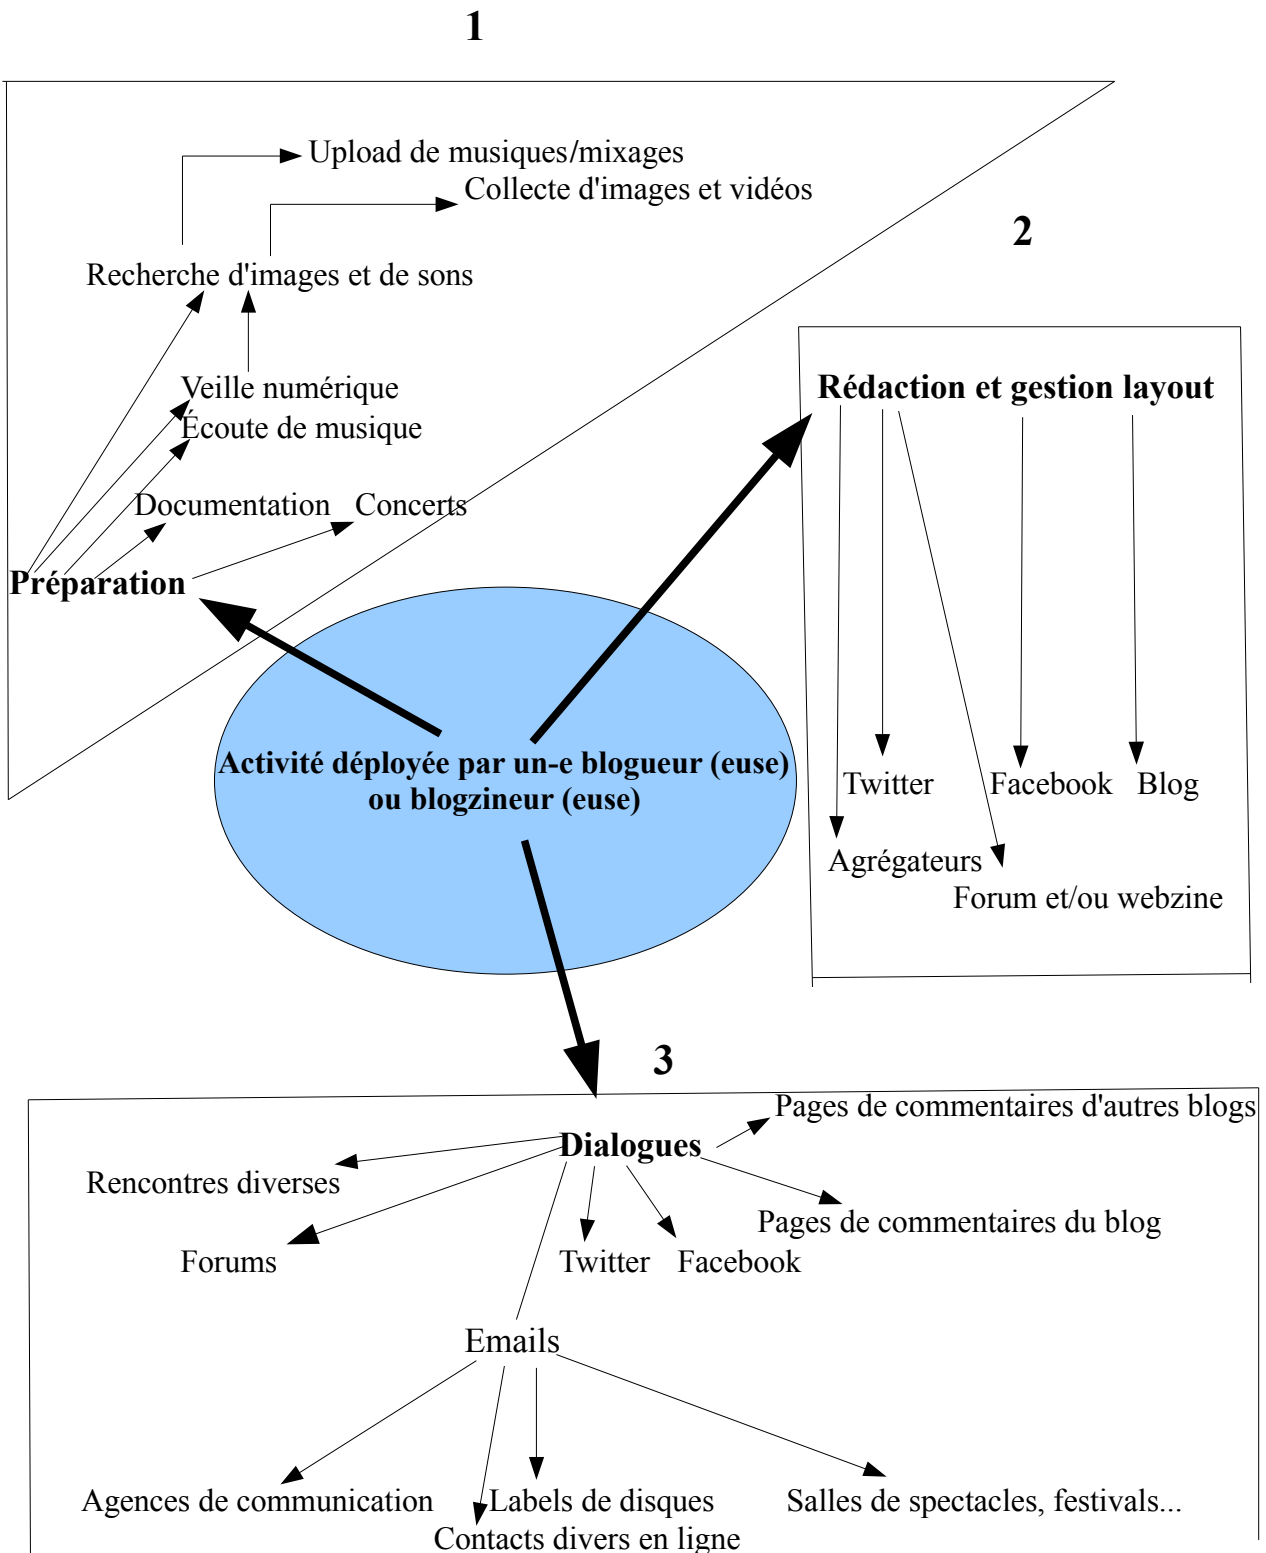 1
Upload de musiques/mixages
Collecte d'images et vidéos
Recherche d'images et de sons
Veille numérique
Écoute de musique
Documentation
Concerts
Préparation
2
Rédaction et gestion layout
Twitter
Facebook
Blog
Agrégateurs
Forum et/ou webzine
Activité déployée par un-e blogueur (euse)
ou blogzineur (euse)
3
Pages de commentaires d'autres blogs
Dialogues
Rencontres diverses
Pages de commentaires du blog
Forums
Twitter
Facebook
Emails
Agences de communication
Labels de disques
Salles de spectacles, festivals...
Contacts divers en ligne